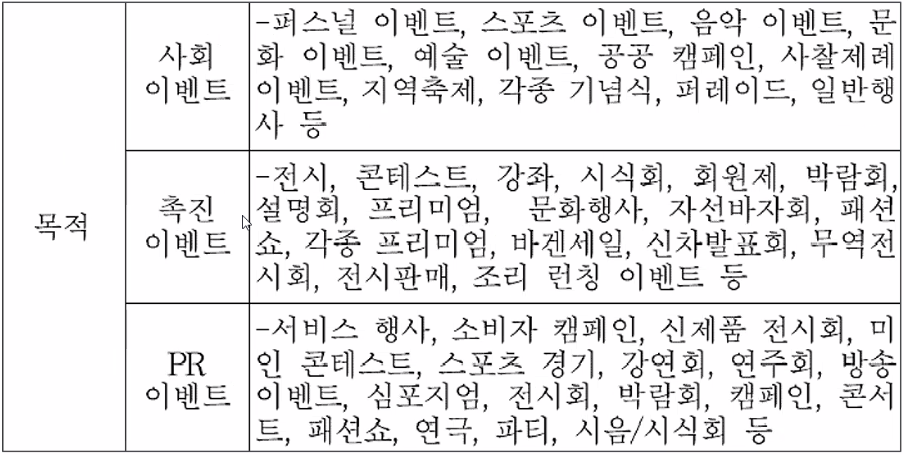 목적
사회
이벤트
-퍼스널 이벤트, 스포츠 이벤트, 음악 이벤트, 문
화 이벤트, 예술 이벤트, 공공 캠페인, 사찰제례
이벤트, 지역축제, 각종 기념식, 퍼레이드, 일반행
사 등
촉진
이벤트
-전시, 콘테스트, 강좌, 시식회, 회원제, 박람회,
설명회, 프리미엄, 문화행사, 자선바자회, 패션
쇼, 각종 프리미엄, 바겐세일, 신차발표회, 무역전
시회, 전시판매, 조리 런칭 이벤트 등
PR
이벤트
-서비스 행사, 소비자 캠페인, 신제품 전시회, 미
인 콘테스트, 스포츠 경기, 강연회, 연주회, 방송
이벤트, 심포지엄, 전시회, 박람회, 캠페인, 콘서
트, 패션쇼, 연극, 파티, 시음/시식회 등